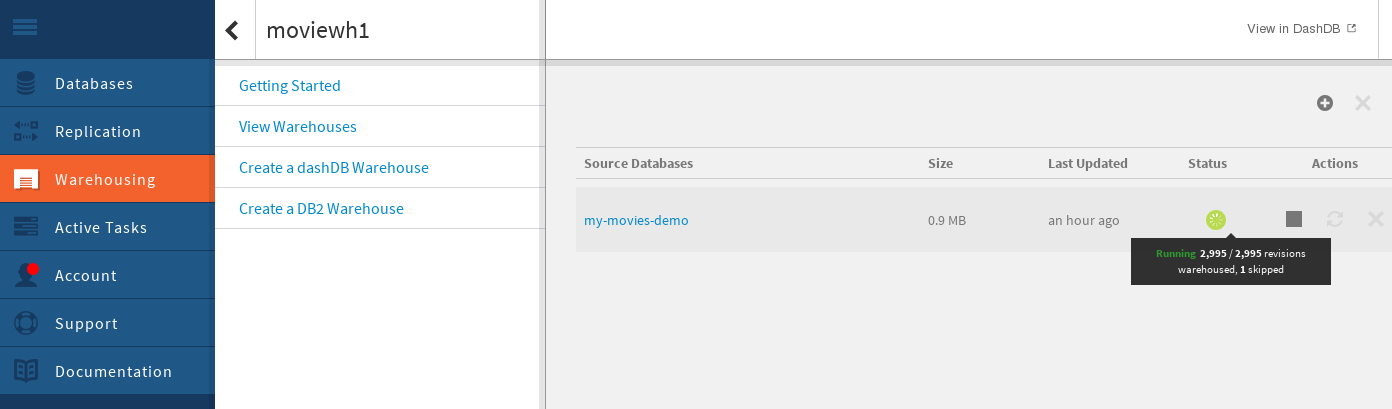 moviewh1
View in DashDB
Databases
Replication
Warehousing
Active Tasks
Account
Support
Documentation
Getting Started
View Warehouses
Create a dashDB Warehouse
Create a DB2 Warehouse
Source Databases Size Last Updated Status Actions
my-movies-demo 0.9 MB an hour ago
Running 2,995 / 2,995 revisions
warehoused, 1 skipped